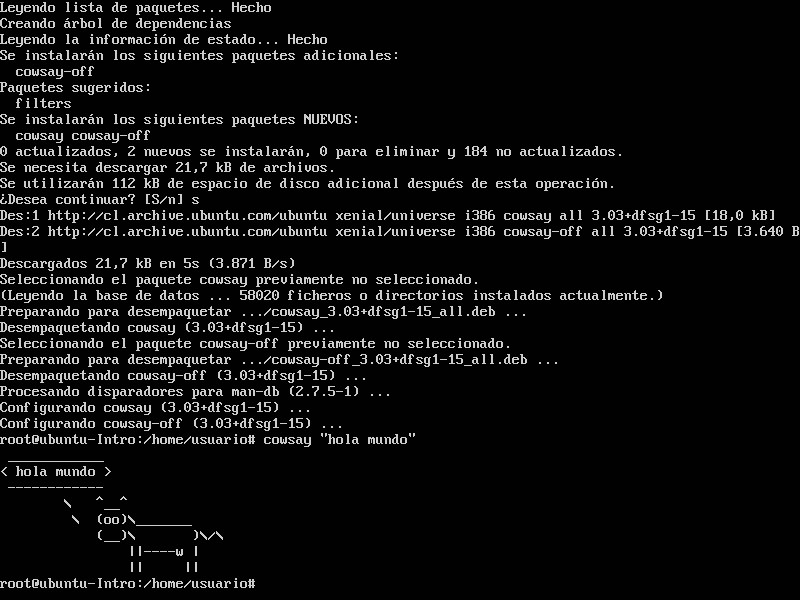 Leyendo lista de paquetes... Hecho
Creando árbol de dependencias
Leyendo la información de estado... Hecho
Se instalarán los siguientes paquetes adicionales:
  cowsay-off
Paquetes sugeridos:
  filters
Se instalarán los siguientes paquetes NUEVOS:
  cowsay cowsay-off
0 actualizados, 2 nuevos se instalarán, 0 para eliminar y 184 no actualizados.
Se necesita descargar 21,7 kB de archivos.
Se utilizarán 112 kB de espacio de disco adicional después de esta operación.
¿Desea continuar? [S/n] s
Des:1 http://cl.archive.ubuntu.com/ubuntu xenial/universe i386 cowsay all 3.03+dfsg1-15 [18,0 kB]
Des:2 http://cl.archive.ubuntu.com/ubuntu xenial/universe i386 cowsay-off all 3.03+dfsg1-15 [3.640 B
]
Descargados 21,7 kB en 5s (3.871 B/s)
Seleccionando el paquete cowsay previamente no seleccionado.
(Leyendo la base de datos ... 58020 ficheros o directorios instalados actualmente.)
Preparando para desempaquetar .../cowsay_3.03+dfsg1-15_all.deb ...
Desempaquetando cowsay (3.03+dfsg1-15) ...
Seleccionando el paquete cowsay-off previamente no seleccionado.
Preparando para desempaquetar .../cowsay-off_3.03+dfsg1-15_all.deb ...
Desempaquetando cowsay-off (3.03+dfsg1-15) ...
Procesando disparadores para man-db (2.7.5-1) ...
Configurando cowsay (3.03+dfsg1-15) ...
Configurando cowsay-off (3.03+dfsg1-15) ...
root@ubuntu-Intro:/home/usuario# cowsay "hola mundo"
 ____________
< hola mundo >
 ------------
        \   ^__^
         \  (oo)\_______
            (__)\       )\/\
                ||----w |
                ||     ||
root@ubuntu-Intro:/home/usuario#